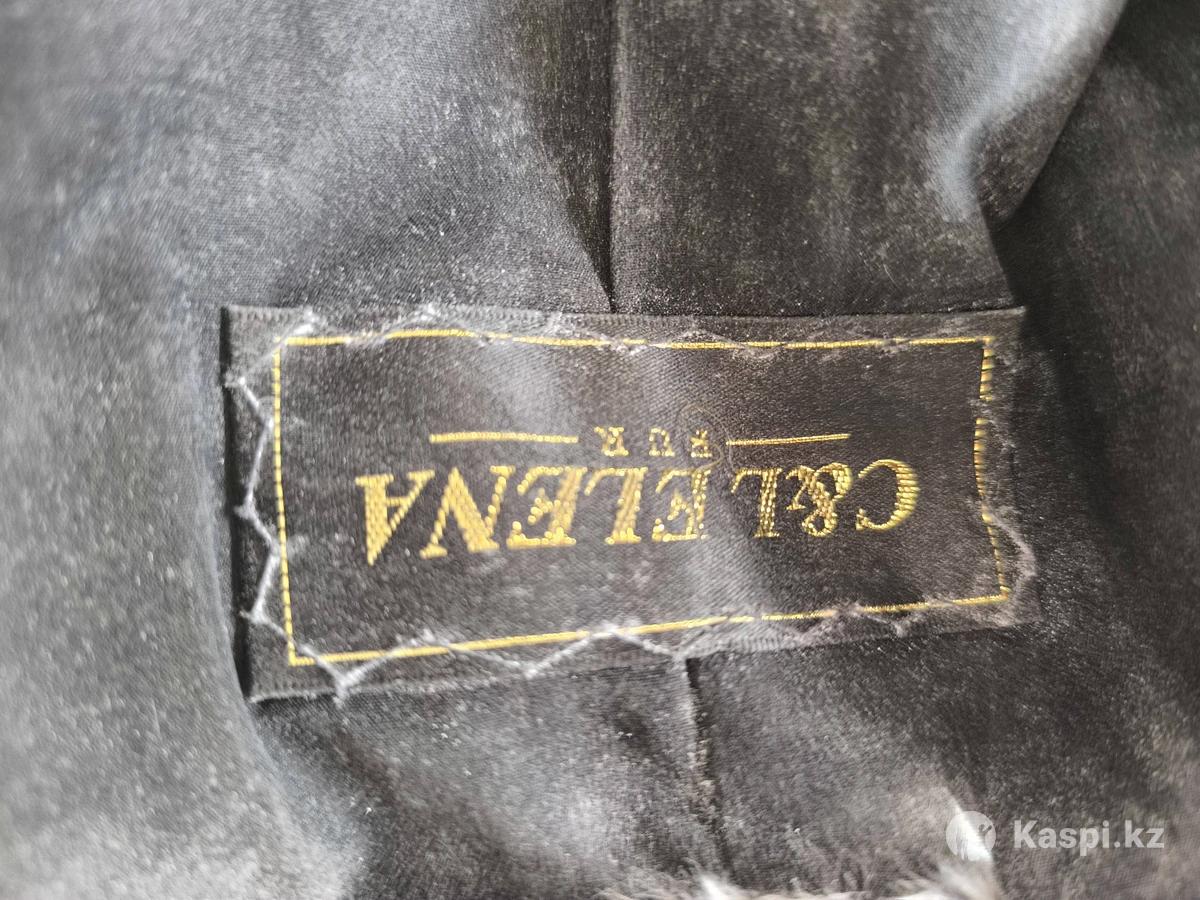 C&L ELENA
FUR
Kaspi.kz